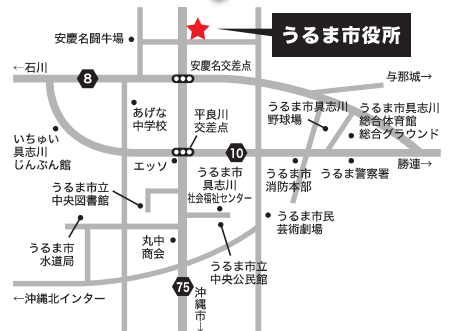 うるま市役所
安慶名闘牛場
←石川
8
安慶名交差点
与那城→
あげな
中学校
平良川
交差点
うるま市具志川
野球場
うるま市具志川
総合体育館
総合グラウンド
いちゅい
具志川
じんぶん館
エッソ
10
勝連→
うるま市
具志川
社会福祉センター
うるま市
消防本部
うるま警察署
うるま市立
中央図書館
うるま市民
芸術劇場
うるま市
水道局
丸中
商会
うるま市立
中央公民館
75
←沖縄北インター
沖縄市→